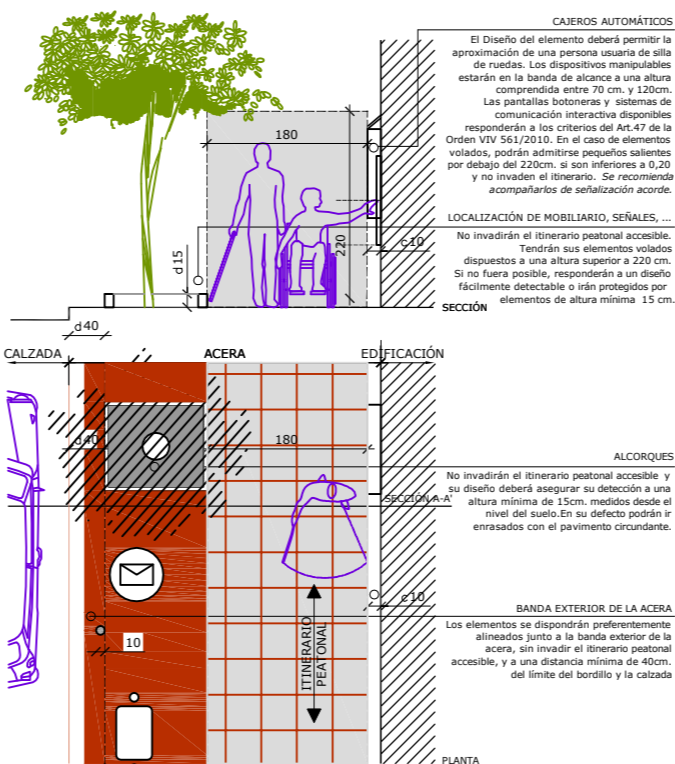 CAJEROS AUTOMÁTICOS
El Diseño del elemento deberá permitir la
aproximación de una persona usuaria de silla
de ruedas. Los dispositivos manipulables
estarán en la banda de alcance a una altura
comprendida entre 70 cm. y 120cm.
Las pantallas botoneras y sistemas de
comunicación interactiva disponibles
responderán a los criterios del Art.47 de la
Orden VIV 561/2010. En el caso de elementos
volados, podrán admitirse pequeños salientes
por debajo del 220cm. si son inferiores a 0,20
y no invaden el itinerario. Se recomienda
acompañarlos de señalización acorde.
LOCALIZACIÓN DE MOBILIARIO, SEÑALES, ...
No invadirán el itinerario peatonal accesible.
Tendrán sus elementos volados
dispuestos a una altura superior a 220 cm.
Si no fuera posible, responderán a un diseño
fácilmente detectable o irán protegidos por
elementos de altura mínima 15 cm.
180
220
d15
c10
SECCIÓN
d40
CALZADA
ACERA
EDIFICACIÓN
d40
180
ALCORQUES
No invadirán el itinerario peatonal accesible y
su diseño deberá asegurar su detección a una
altura mínima de 15cm. medidos desde el
nivel del suelo.En su defecto podrán ir
enrasados con el pavimento circundante.
SECCIÓN A-A'
c10
BANDA EXTERIOR DE LA ACERA
Los elementos se dispondrán preferentemente
alineados junto a la banda exterior de la
acera, sin invadir el itinerario peatonal
accesible, y a una distancia mínima de 40cm.
del límite del bordillo y la calzada
10
ITINERARIO
PEATONAL
PLANTA